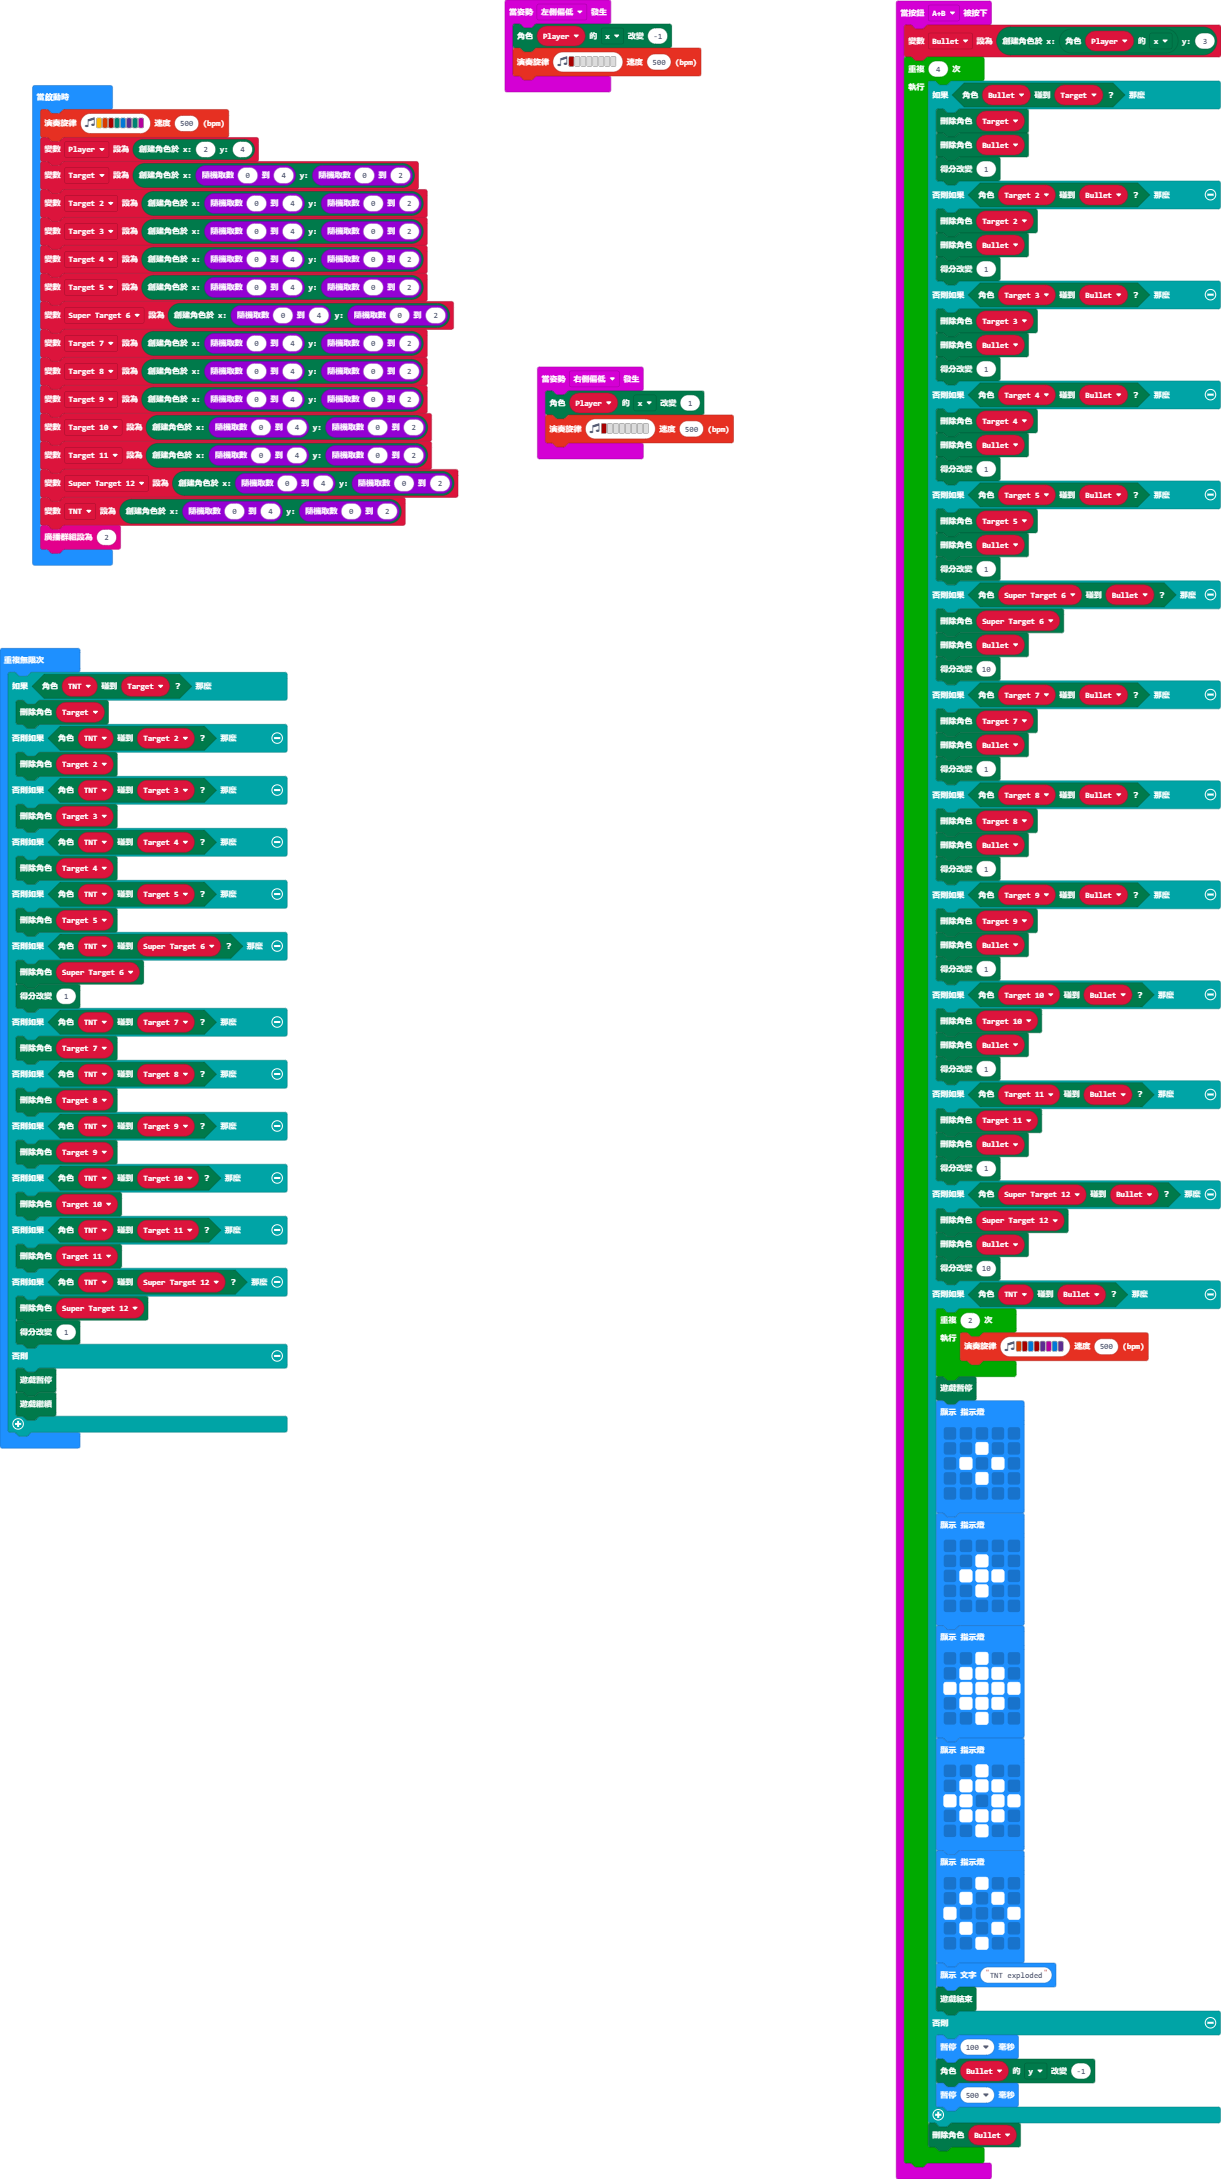 當啟動時
演奏旋律 速度 500 (bpm)
變數 Player 設為 創建角色於 x: 2 y: 4
變數 Target 設為 創建角色於 x: 隨機取數 0 到 4 y: 隨機取數 0 到 2
變數 Target 2 設為 創建角色於 x: 隨機取數 0 到 4 y: 隨機取數 0 到 2
變數 Target 3 設為 創建角色於 x: 隨機取數 0 到 4 y: 隨機取數 0 到 2
變數 Target 4 設為 創建角色於 x: 隨機取數 0 到 4 y: 隨機取數 0 到 2
變數 Target 5 設為 創建角色於 x: 隨機取數 0 到 4 y: 隨機取數 0 到 2
變數 Super Target 6 設為 創建角色於 x: 隨機取數 0 到 4 y: 隨機取數 0 到 2
變數 Target 7 設為 創建角色於 x: 隨機取數 0 到 4 y: 隨機取數 0 到 2
變數 Target 8 設為 創建角色於 x: 隨機取數 0 到 4 y: 隨機取數 0 到 2
變數 Target 9 設為 創建角色於 x: 隨機取數 0 到 4 y: 隨機取數 0 到 2
變數 Target 10 設為 創建角色於 x: 隨機取數 0 到 4 y: 隨機取數 0 到 2
變數 Target 11 設為 創建角色於 x: 隨機取數 0 到 4 y: 隨機取數 0 到 2
變數 Super Target 12 設為 創建角色於 x: 隨機取數 0 到 4 y: 隨機取數 0 到 2
變數 TNT 設為 創建角色於 x: 隨機取數 0 到 4 y: 隨機取數 0 到 2
廣播群組設為 2
重複無限次
如果 角色 TNT 碰到 Target ? 那麼
刪除角色 Target
否則如果 角色 TNT 碰到 Target 2 ? 那麼
刪除角色 Target 2
否則如果 角色 TNT 碰到 Target 3 ? 那麼
刪除角色 Target 3
否則如果 角色 TNT 碰到 Target 4 ? 那麼
刪除角色 Target 4
否則如果 角色 TNT 碰到 Target 5 ? 那麼
刪除角色 Target 5
否則如果 角色 TNT 碰到 Super Target 6 ? 那麼
刪除角色 Super Target 6
得分改變 1
否則如果 角色 TNT 碰到 Target 7 ? 那麼
刪除角色 Target 7
否則如果 角色 TNT 碰到 Target 8 ? 那麼
刪除角色 Target 8
否則如果 角色 TNT 碰到 Target 9 ? 那麼
刪除角色 Target 9
否則如果 角色 TNT 碰到 Target 10 ? 那麼
刪除角色 Target 10
否則如果 角色 TNT 碰到 Target 11 ? 那麼
刪除角色 Target 11
否則如果 角色 TNT 碰到 Super Target 12 ? 那麼
刪除角色 Super Target 12
得分改變 1
否則
遊戲暫停
遊戲繼續
當姿勢 左側偏低 發生
角色 Player 的 x 改變 -1
演奏旋律 速度 500 (bpm)
當姿勢 右側偏低 發生
角色 Player 的 x 改變 1
演奏旋律 速度 500 (bpm)
當按鈕 A+B 被按下
變數 Bullet 設為 創建角色於 x: 角色 Player 的 x y: 3
重複 4 次
執行
如果 角色 Bullet 碰到 Target ? 那麼
刪除角色 Target
刪除角色 Bullet
得分改變 1
否則如果 角色 Target 2 碰到 Bullet ? 那麼
刪除角色 Target 2
刪除角色 Bullet
得分改變 1
否則如果 角色 Target 3 碰到 Bullet ? 那麼
刪除角色 Target 3
刪除角色 Bullet
得分改變 1
否則如果 角色 Target 4 碰到 Bullet ? 那麼
刪除角色 Target 4
刪除角色 Bullet
得分改變 1
否則如果 角色 Target 5 碰到 Bullet ? 那麼
刪除角色 Target 5
刪除角色 Bullet
得分改變 1
否則如果 角色 Super Target 6 碰到 Bullet ? 那麼
刪除角色 Super Target 6
刪除角色 Bullet
得分改變 10
否則如果 角色 Target 7 碰到 Bullet ? 那麼
刪除角色 Target 7
刪除角色 Bullet
得分改變 1
否則如果 角色 Target 8 碰到 Bullet ? 那麼
刪除角色 Target 8
刪除角色 Bullet
得分改變 1
否則如果 角色 Target 9 碰到 Bullet ? 那麼
刪除角色 Target 9
刪除角色 Bullet
得分改變 1
否則如果 角色 Target 10 碰到 Bullet ? 那麼
刪除角色 Target 10
刪除角色 Bullet
得分改變 1
否則如果 角色 Target 11 碰到 Bullet ? 那麼
刪除角色 Target 11
刪除角色 Bullet
得分改變 1
否則如果 角色 Super Target 12 碰到 Bullet ? 那麼
刪除角色 Super Target 12
刪除角色 Bullet
得分改變 10
否則如果 角色 TNT 碰到 Bullet ? 那麼
重複 2 次
執行 演奏旋律 速度 500 (bpm)
遊戲暫停
顯示 指示燈
顯示 指示燈
顯示 指示燈
顯示 指示燈
顯示 指示燈
顯示 文字 "TNT exploded"
遊戲結束
否則
暫停 100 毫秒
角色 Bullet 的 y 改變 -1
暫停 500 毫秒
刪除角色 Bullet